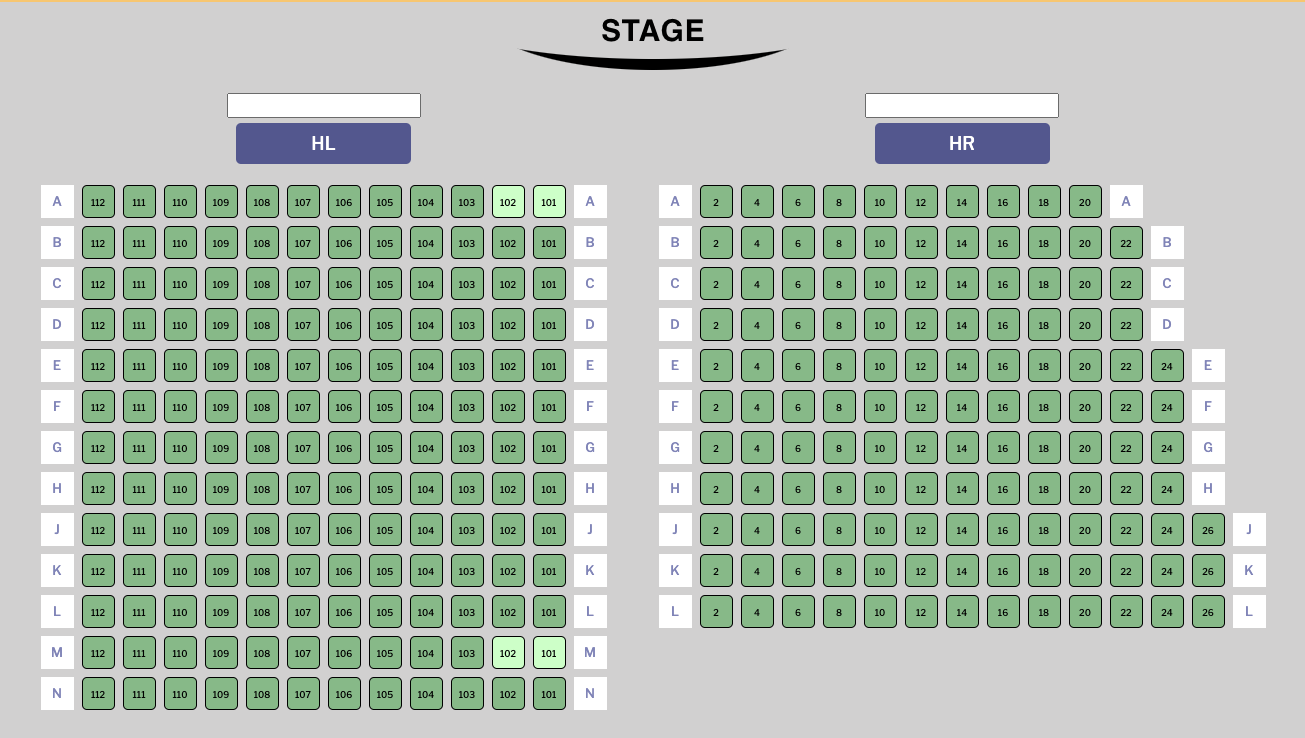 STAGE
HL HR
A 112 111 110 109 108 107 106 105 104 103 102 101 A A 2 4 6 8 10 12 14 16 18 20 A
B 112 111 110 109 108 107 106 105 104 103 102 101 B B 2 4 6 8 10 12 14 16 18 20 22 B
C 112 111 110 109 108 107 106 105 104 103 102 101 C C 2 4 6 8 10 12 14 16 18 20 22 C
D 112 111 110 109 108 107 106 105 104 103 102 101 D D 2 4 6 8 10 12 14 16 18 20 22 D
E 112 111 110 109 108 107 106 105 104 103 102 101 E E 2 4 6 8 10 12 14 16 18 20 22 24 E
F 112 111 110 109 108 107 106 105 104 103 102 101 F F 2 4 6 8 10 12 14 16 18 20 22 24 F
G 112 111 110 109 108 107 106 105 104 103 102 101 G G 2 4 6 8 10 12 14 16 18 20 22 24 G
H 112 111 110 109 108 107 106 105 104 103 102 101 H H 2 4 6 8 10 12 14 16 18 20 22 24 H
J 112 111 110 109 108 107 106 105 104 103 102 101 J J 2 4 6 8 10 12 14 16 18 20 22 24 26 J
K 112 111 110 109 108 107 106 105 104 103 102 101 K K 2 4 6 8 10 12 14 16 18 20 22 24 26 K
L 112 111 110 109 108 107 106 105 104 103 102 101 L L 2 4 6 8 10 12 14 16 18 20 22 24 26 L
M 112 111 110 109 108 107 106 105 104 103 102 101 M
N 112 111 110 109 108 107 106 105 104 103 102 101 N